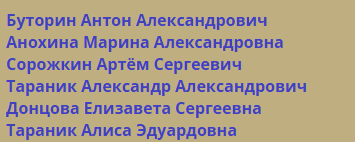 Буторин Антон Александрович
Анохина Марина Александровна
Сорожкин Артём Сергеевич
Тараник Александр Александрович
Донцова Елизавета Сергеевна
Тараник Алиса Эдуардовна